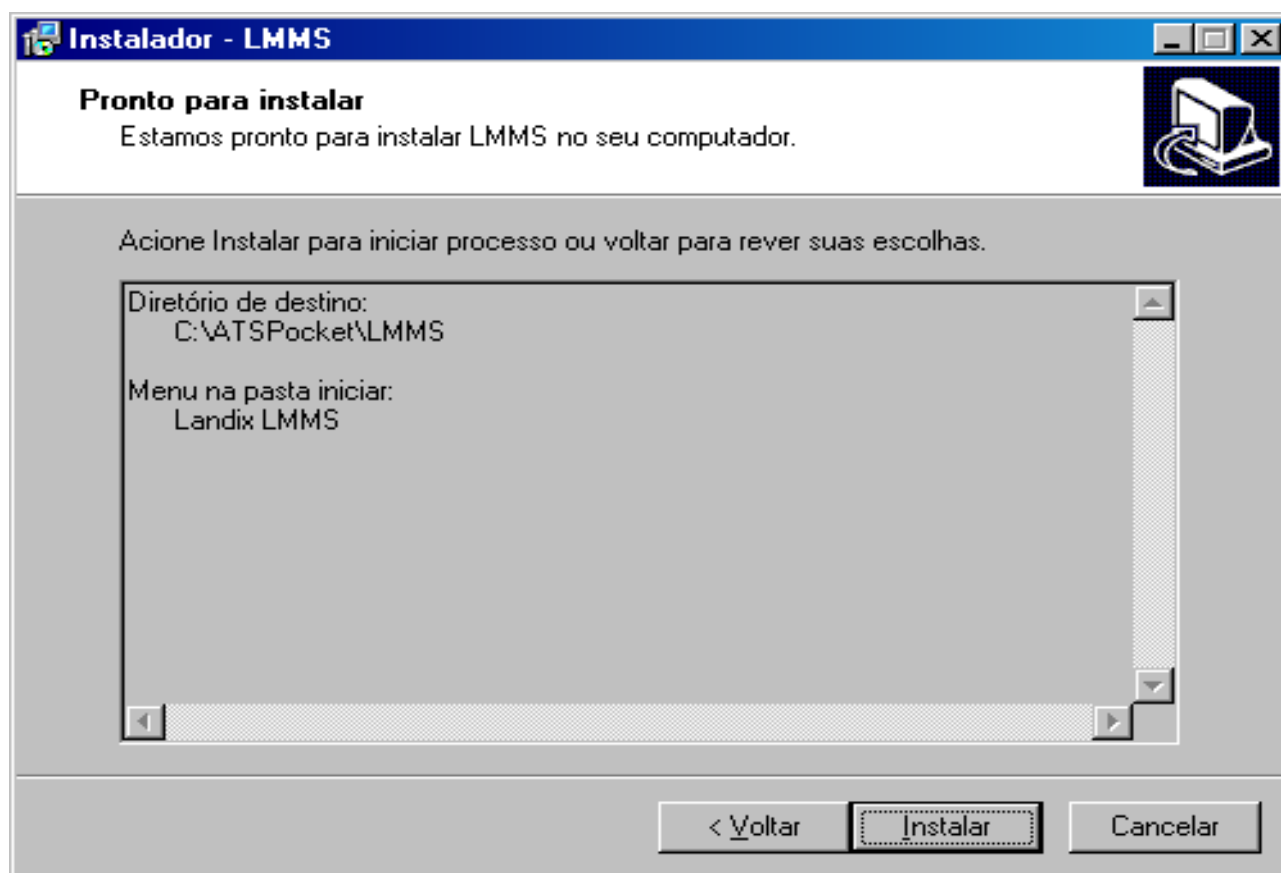 Instalador - LMMS
Pronto para instalar
Estamos pronto para instalar LMMS no seu computador.
Acione Instalar para iniciar processo ou voltar para rever suas escolhas.
Diretório de destino:
C:\ATSPocket\LMMS
Menu na pasta iniciar:
Landix LMMS
< Voltar Instalar Cancelar